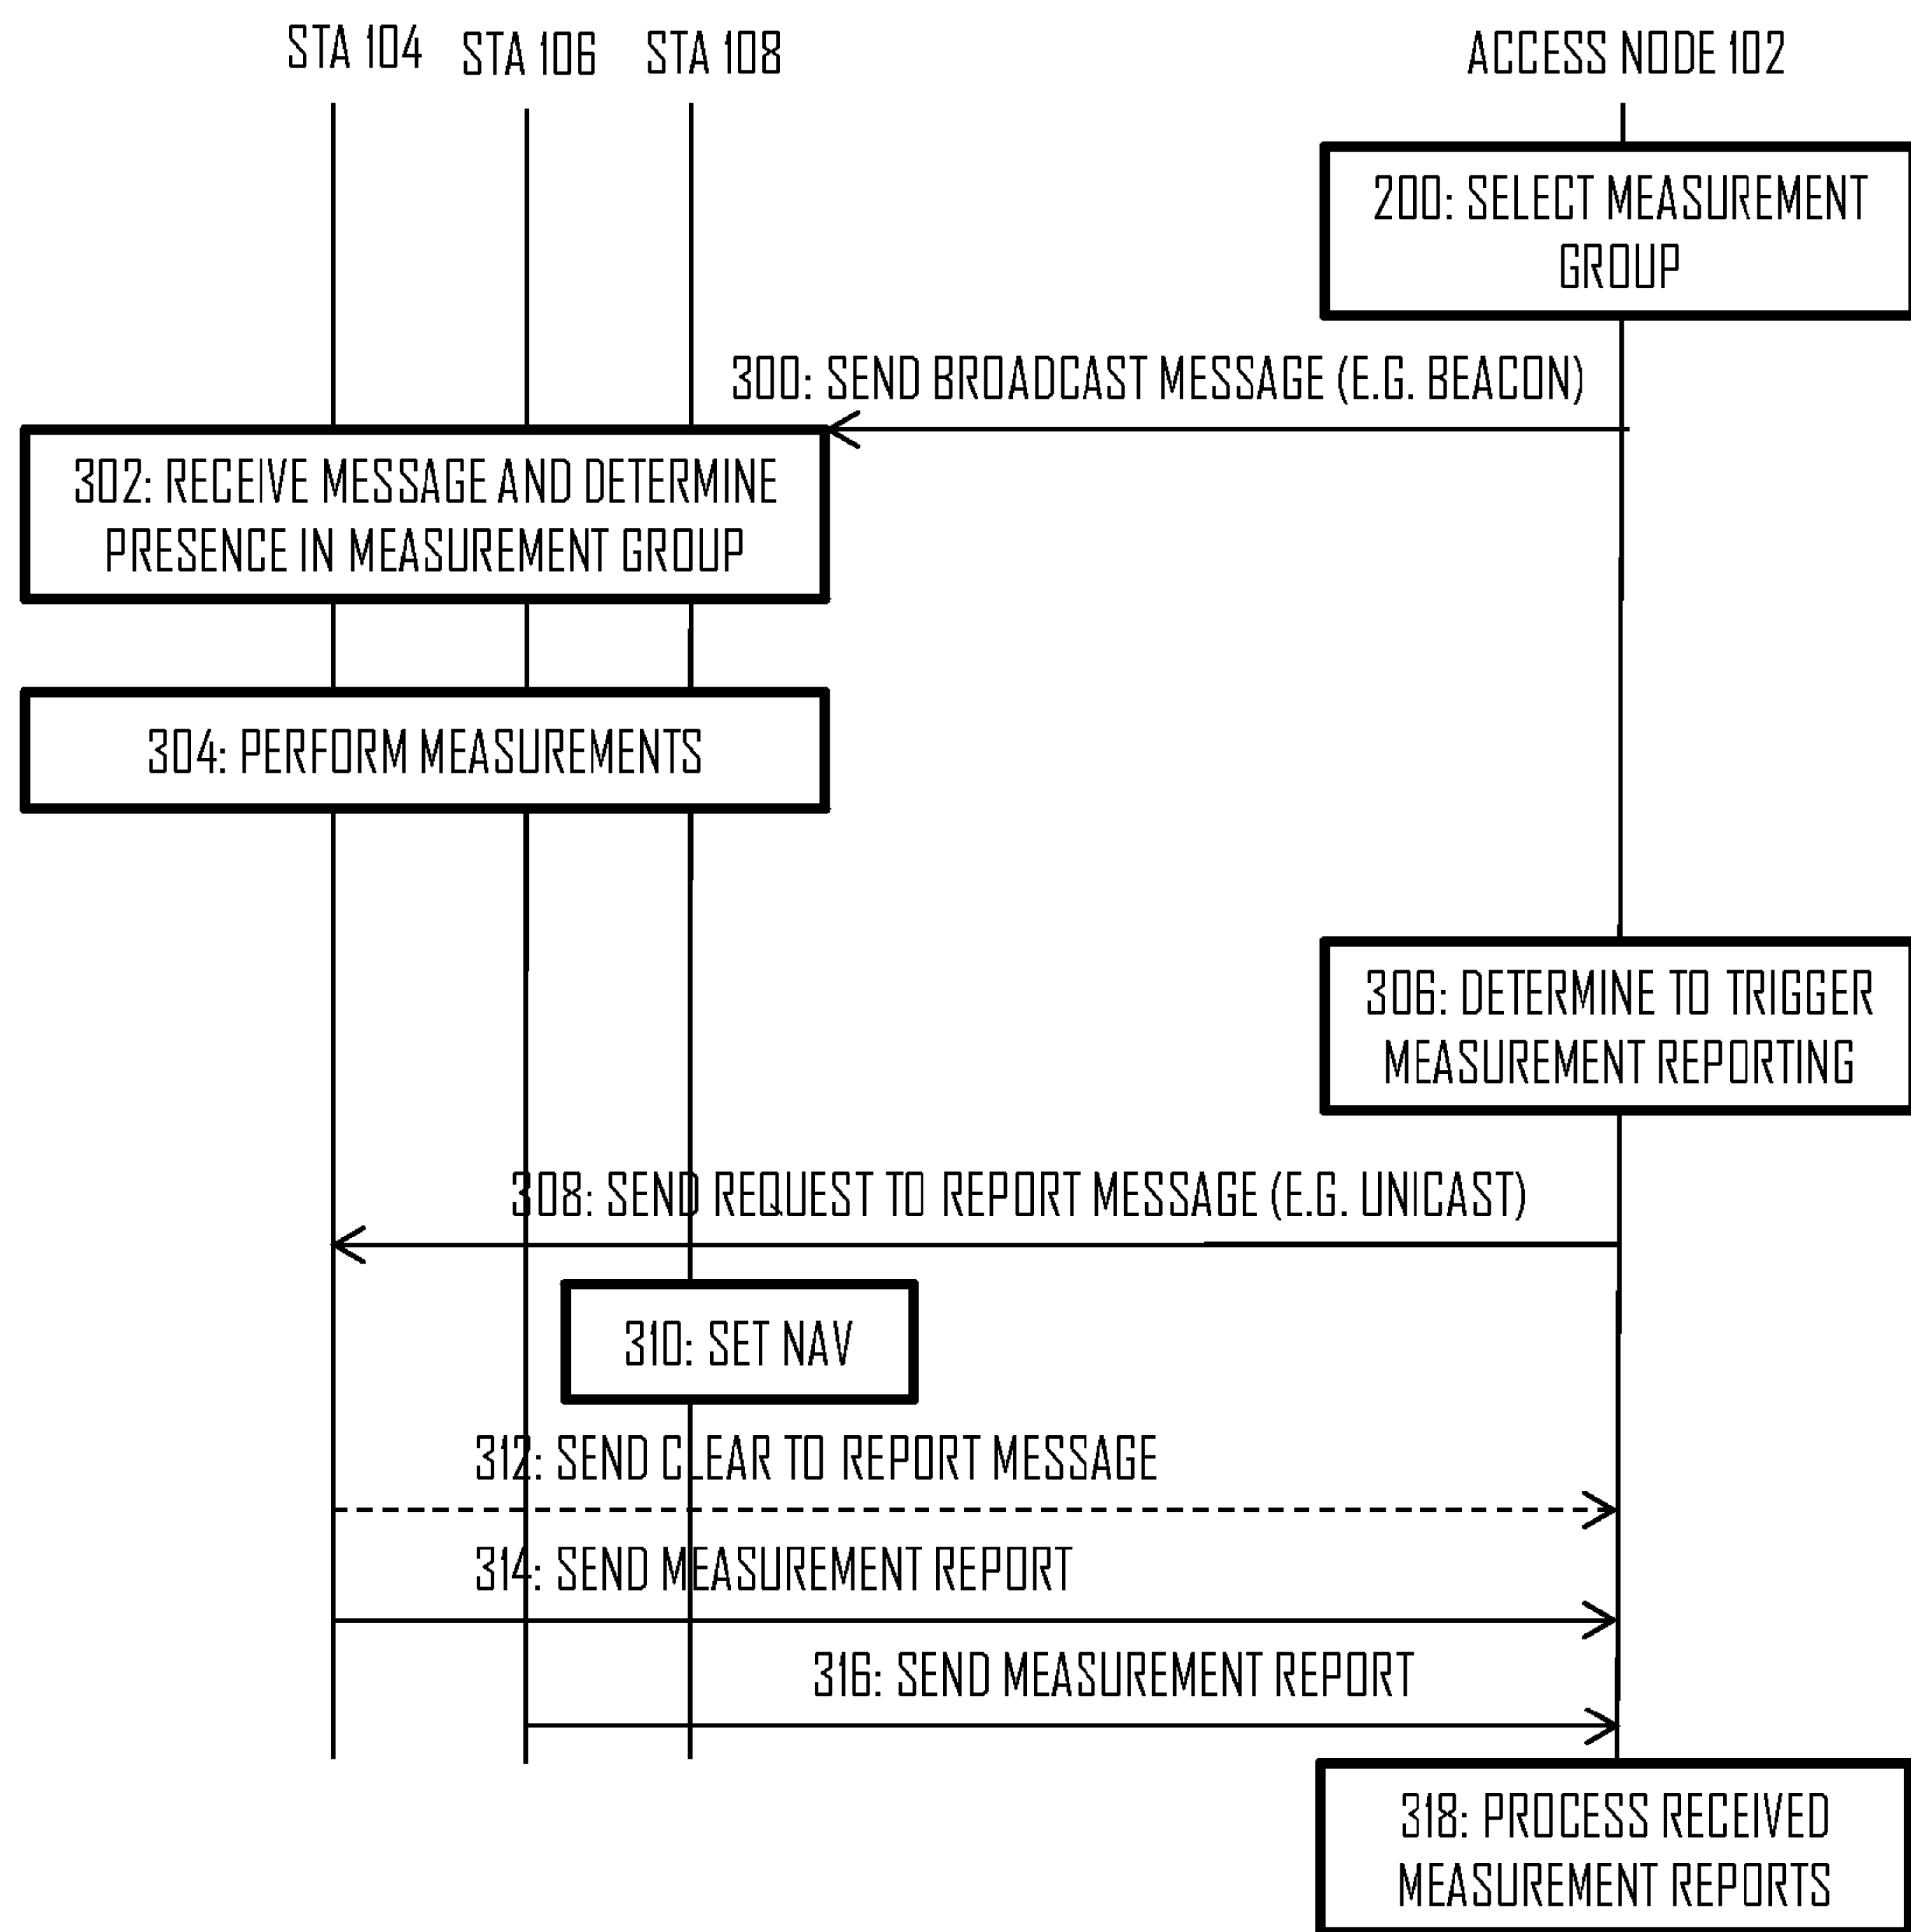 STA 104 STA 106 STA 108 ACCESS NODE 102
200: SELECT MEASUREMENT
GROUP
300: SEND BROADCAST MESSAGE (E.G. BEACON)
302: RECEIVE MESSAGE AND DETERMINE
PRESENCE IN MEASUREMENT GROUP
304: PERFORM MEASUREMENTS
306: DETERMINE TO TRIGGER
MEASUREMENT REPORTING
308: SEND REQUEST TO REPORT MESSAGE (E.G. UNICAST)
310: SET NAV
312: SEND CLEAR TO REPORT MESSAGE
314: SEND MEASUREMENT REPORT
316: SEND MEASUREMENT REPORT
318: PROCESS RECEIVED
MEASUREMENT REPORTS